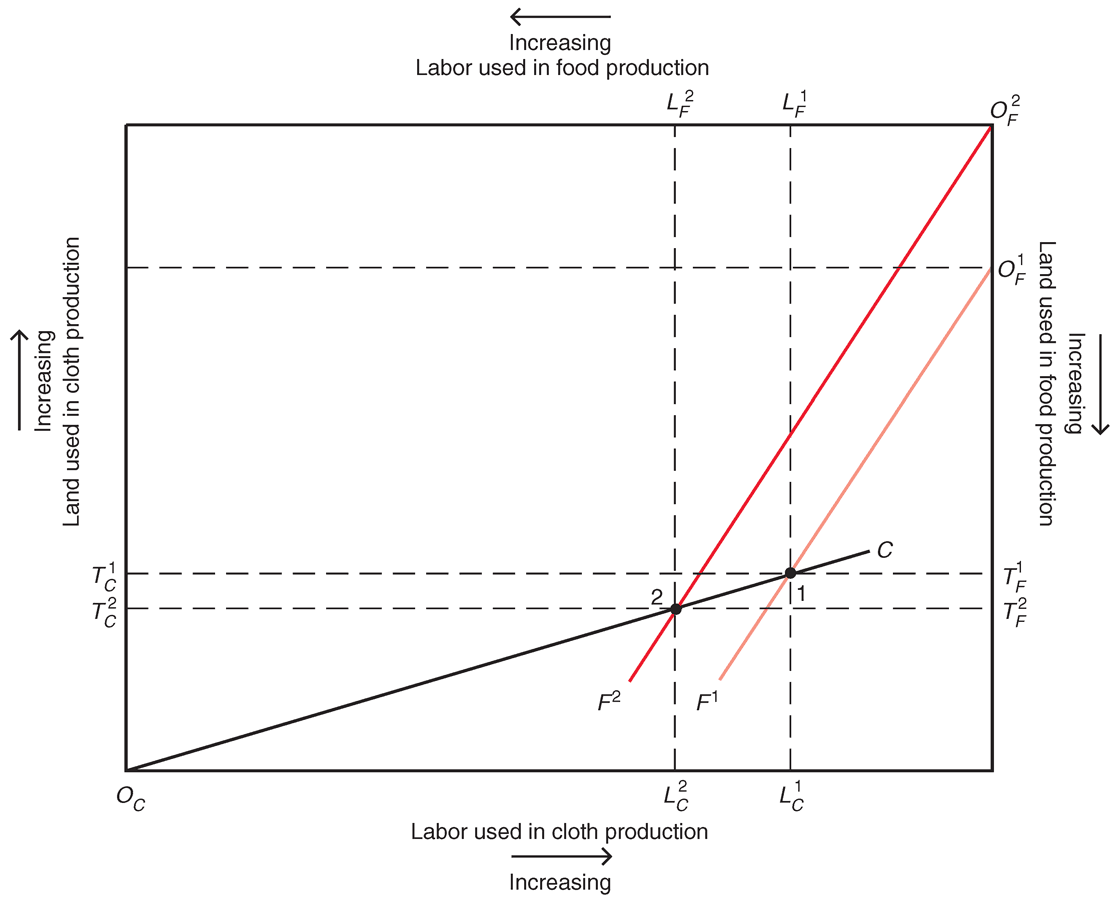 Increasing
Labor used in food production
L_F^2
L_F^1
O_F^2
Increasing
Land used in cloth production
O_F^1
Land used in food production
Increasing
C
T_C^1
T_F^1
2
1
T_C^2
T_F^2
F^2
F^1
O_C
L_C^2
L_C^1
Labor used in cloth production
Increasing